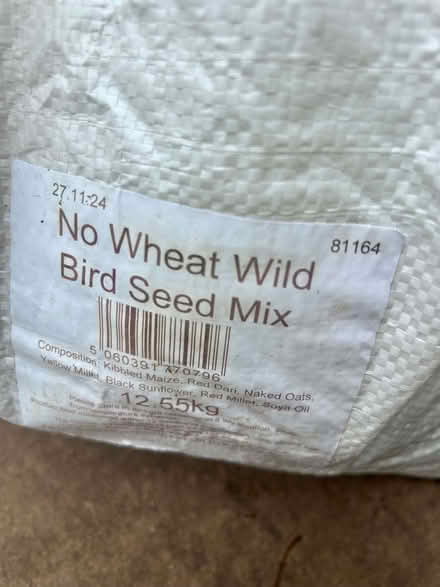 27.11.24
81164
No Wheat Wild
Bird Seed Mix
5 060391 470796
Composition: Kibbled Maize, Red Dari, Naked Oats,
Yellow Millet, Black Sunflower, Red Millet, Soya Oil
12.55kg